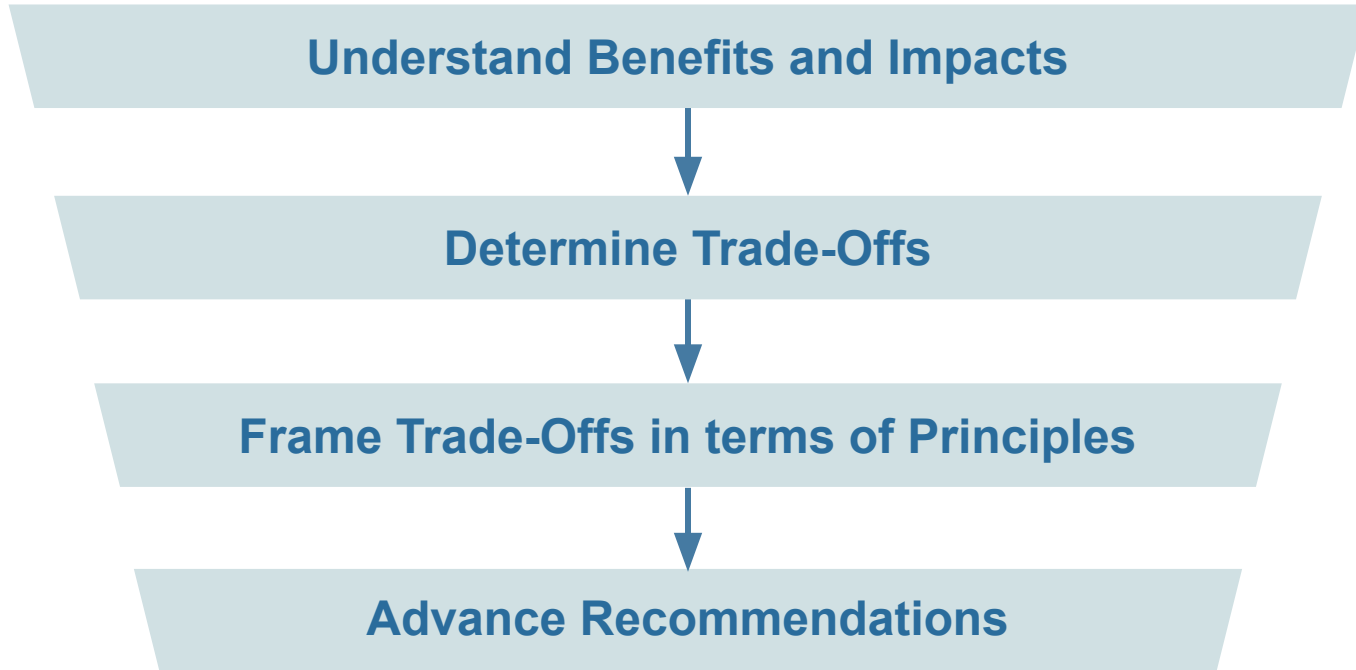 Understand Benefits and Impacts
Determine Trade-Offs
Frame Trade-Offs in terms of Principles
Advance Recommendations